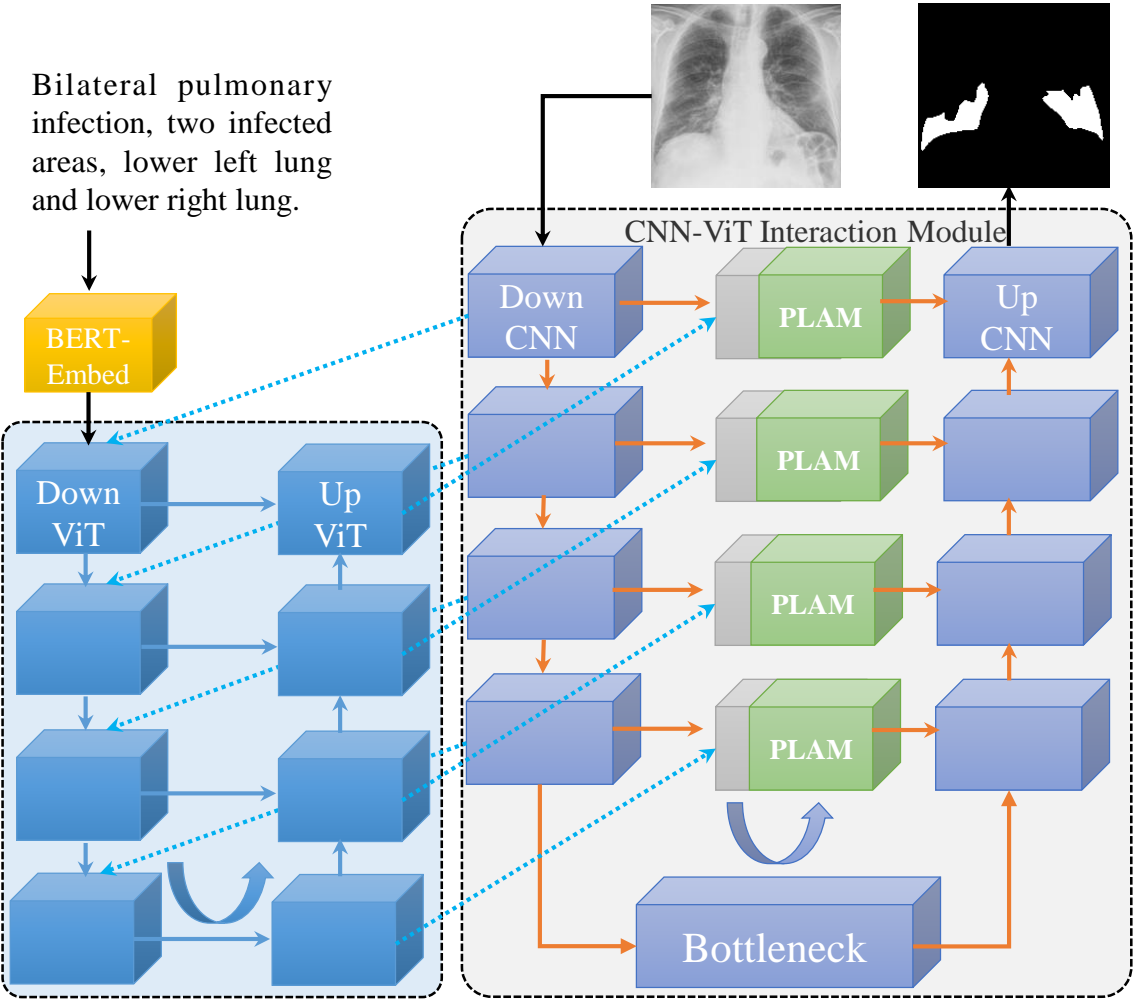 Bilateral pulmonary
infection, two infected
areas, lower left lung
and lower right lung.
CNN-ViT Interaction Module
Down
CNN
PLAM
Up
CNN
BERT-
Embed
PLAM
Down
ViT
Up
ViT
PLAM
PLAM
Bottleneck